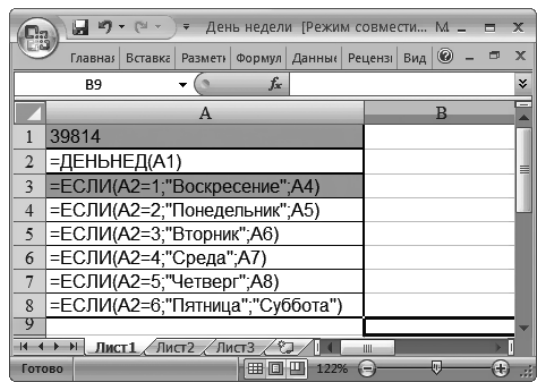 День недели [Режим совмести... М
Главная Вставка Разметк Формул Данные Рецензи Вид
B9 fx
A B
1 39814
2 =ДЕНЬНЕД(A1)
3 =ЕСЛИ(A2=1;"Воскресение";A4)
4 =ЕСЛИ(A2=2;"Понедельник";A5)
5 =ЕСЛИ(A2=3;"Вторник";A6)
6 =ЕСЛИ(A2=4;"Среда";A7)
7 =ЕСЛИ(A2=5;"Четверг";A8)
8 =ЕСЛИ(A2=6;"Пятница";"Суббота")
9
Лист1 Лист2 Лист3
Готово 122%